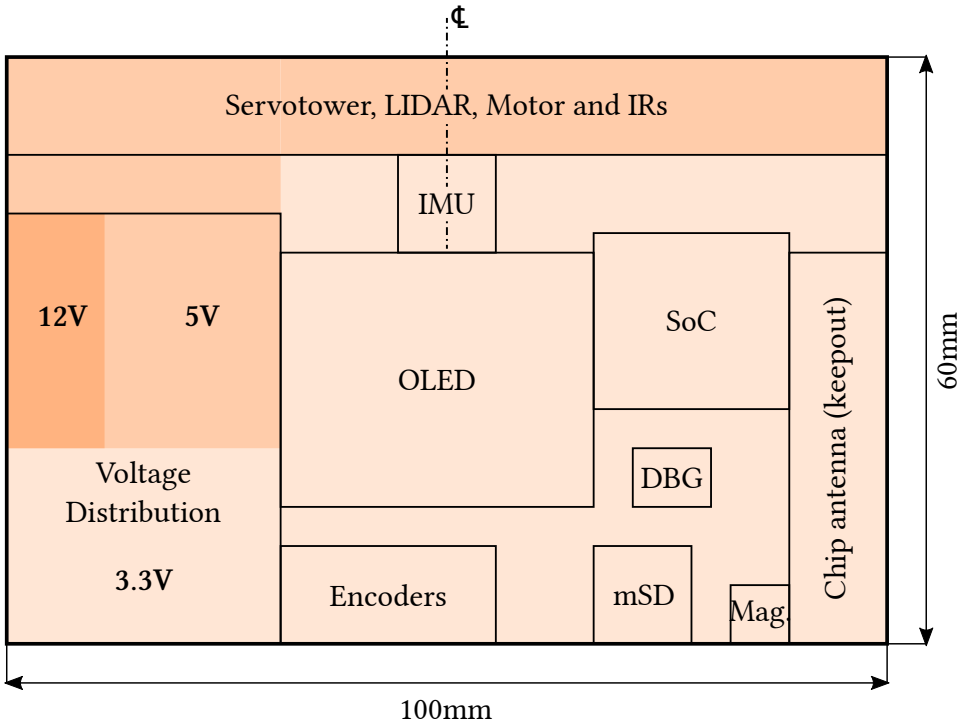 ℄
Servotower, LIDAR, Motor and IRs
IMU
12V
5V
SoC
OLED
Chip antenna (keepout)
60mm
Voltage
Distribution
DBG
3.3V
Encoders
mSD
Mag.
100mm